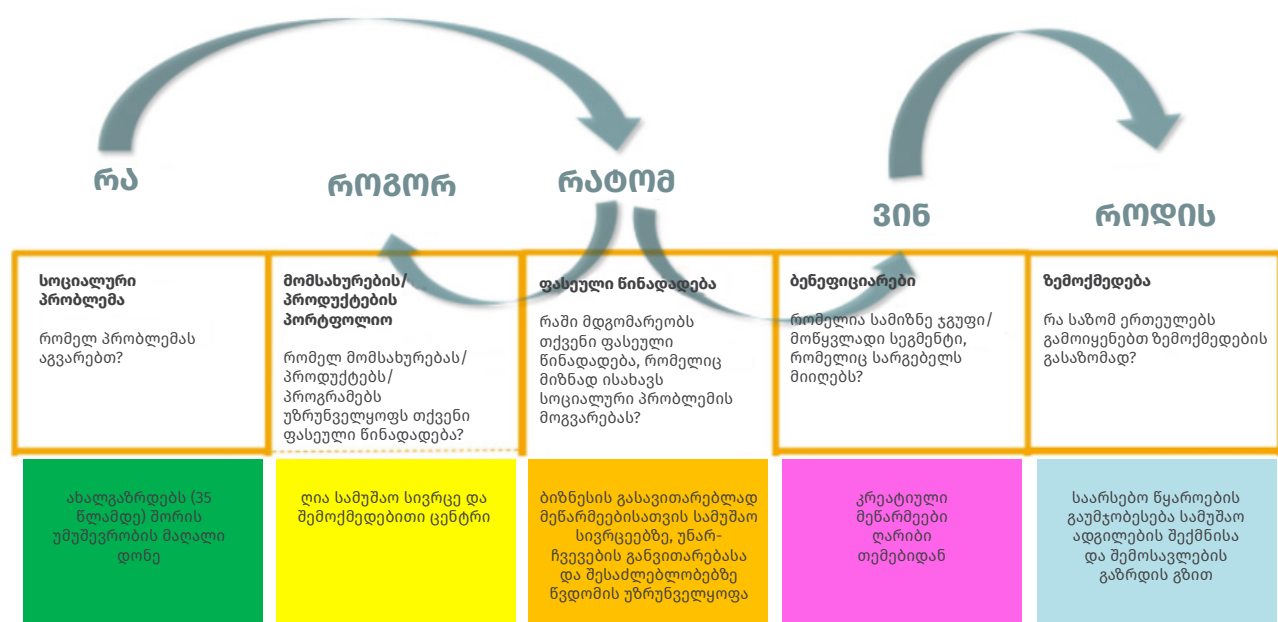 რა
როგორ
რატომ
ვინ
როდის
სოციალური
პრობლემა
რომელ პრობლემას
აგვარებთ?
მომსახურების/
პროდუქტების
პორტფოლიო
რომელ მომსახურებას/
პროდუქტებს/
პროგრამებს
უზრუნველყოფს თქვენი
ფასეული წინადადება?
ფასეული წინადადება
რაში მდგომარეობს
თქვენი ფასეული
წინადადება, რომელიც
მიზნად ისახავს
სოციალური პრობლემის
მოგვარებას?
ბენეფიციარები
რომელია სამიზნე ჯგუფი/
მოწყვლადი სეგმენტი,
რომელიც სარგებელს
მიიღებს?
ზემოქმედება
რა საზომ ერთეულებს
გამოიყენებთ ზემოქმედების
გასაზომად?
ახალგაზრდებს (35
წლამდე) შორის
უმუშევრობის მაღალი
დონე
ღია სამუშაო სივრცე და
შემოქმედებითი ცენტრი
ბიზნესის გასავითარებლად
მეწარმეებისათვის სამუშაო
სივრცეებზე, უნარ-
ჩვევების განვითარებასა
და შესაძლებლობებზე
წვდომის უზრუნველყოფა
კრეატიული
მეწარმეები
ღარიბი
თემებიდან
საარსებო წყაროების
გაუმჯობესება სამუშაო
ადგილების შექმნისა
და შემოსავლების
გაზრდის გზით